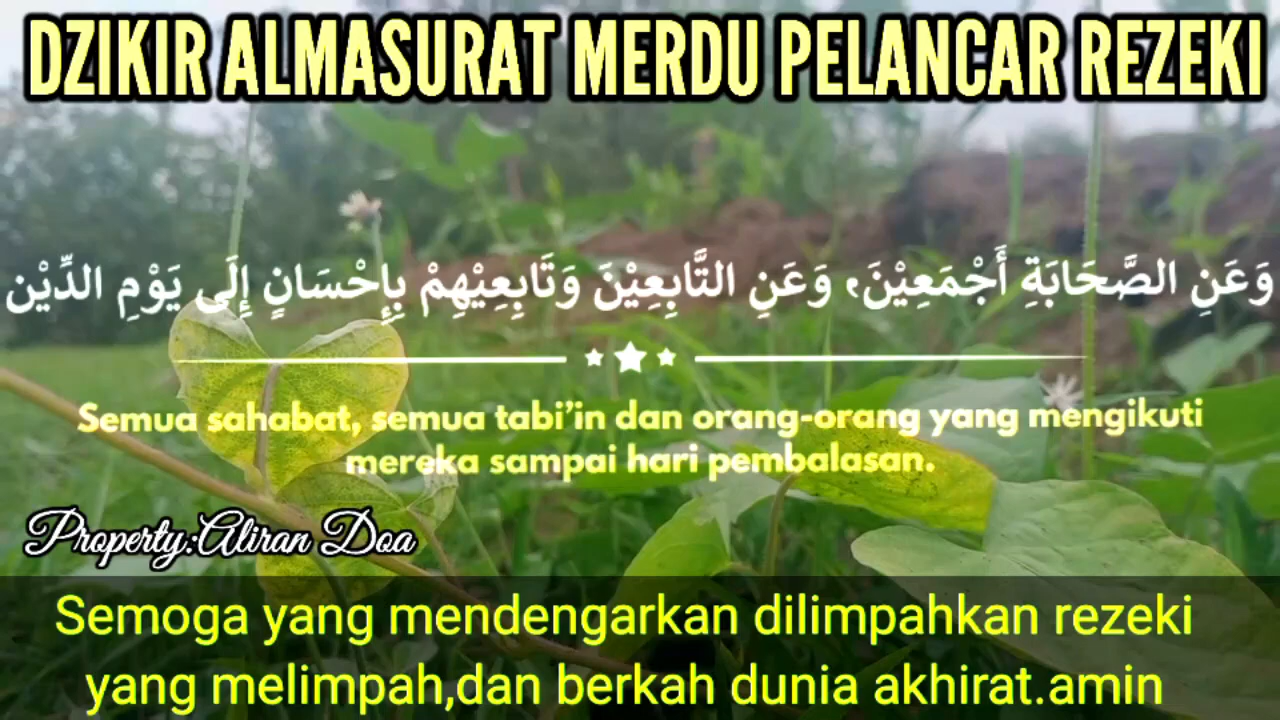 DZIKIR ALMASURAT MERDU PELANCAR REZEKI
وَعَنِ الصَّحَابَةِ أَجْمَعِيْنَ، وَعَنِ التَّابِعِيْنَ وَتَابِعِيْهِمْ بِإِحْسَانٍ إِلَى يَوْمِ الدِّيْن
Semua sahabat, semua tabi’in dan orang-orang yang mengikuti
mereka sampai hari pembalasan.
Property:Aliran Doa
Semoga yang mendengarkan dilimpahkan rezeki
yang melimpah,dan berkah dunia akhirat.amin